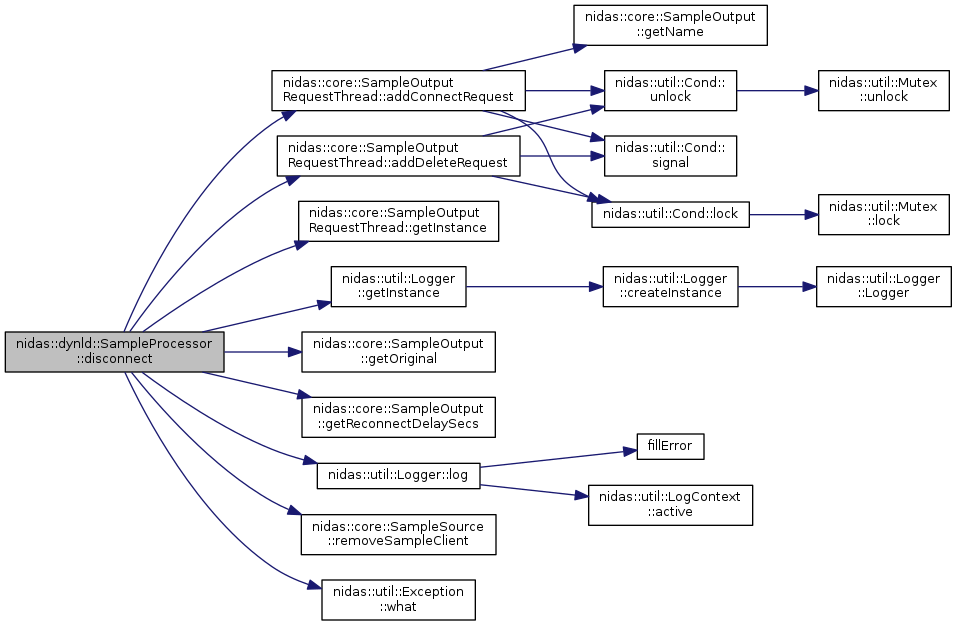 nidas::core::SampleOutput
::getName
nidas::core::SampleOutput
RequestThread::addConnectRequest
nidas::util::Cond::
unlock
nidas::util::Mutex
::unlock
nidas::core::SampleOutput
RequestThread::addDeleteRequest
nidas::util::Cond::
signal
nidas::core::SampleOutput
RequestThread::getInstance
nidas::util::Cond::lock
nidas::util::Mutex
::lock
nidas::util::Logger
::getInstance
nidas::util::Logger
::createInstance
nidas::util::Logger
::Logger
nidas::dynld::SampleProcessor
::disconnect
nidas::core::SampleOutput
::getOriginal
nidas::core::SampleOutput
::getReconnectDelaySecs
nidas::util::Logger::log
fillError
nidas::util::LogContext
::active
nidas::core::SampleSource
::removeSampleClient
nidas::util::Exception
::what